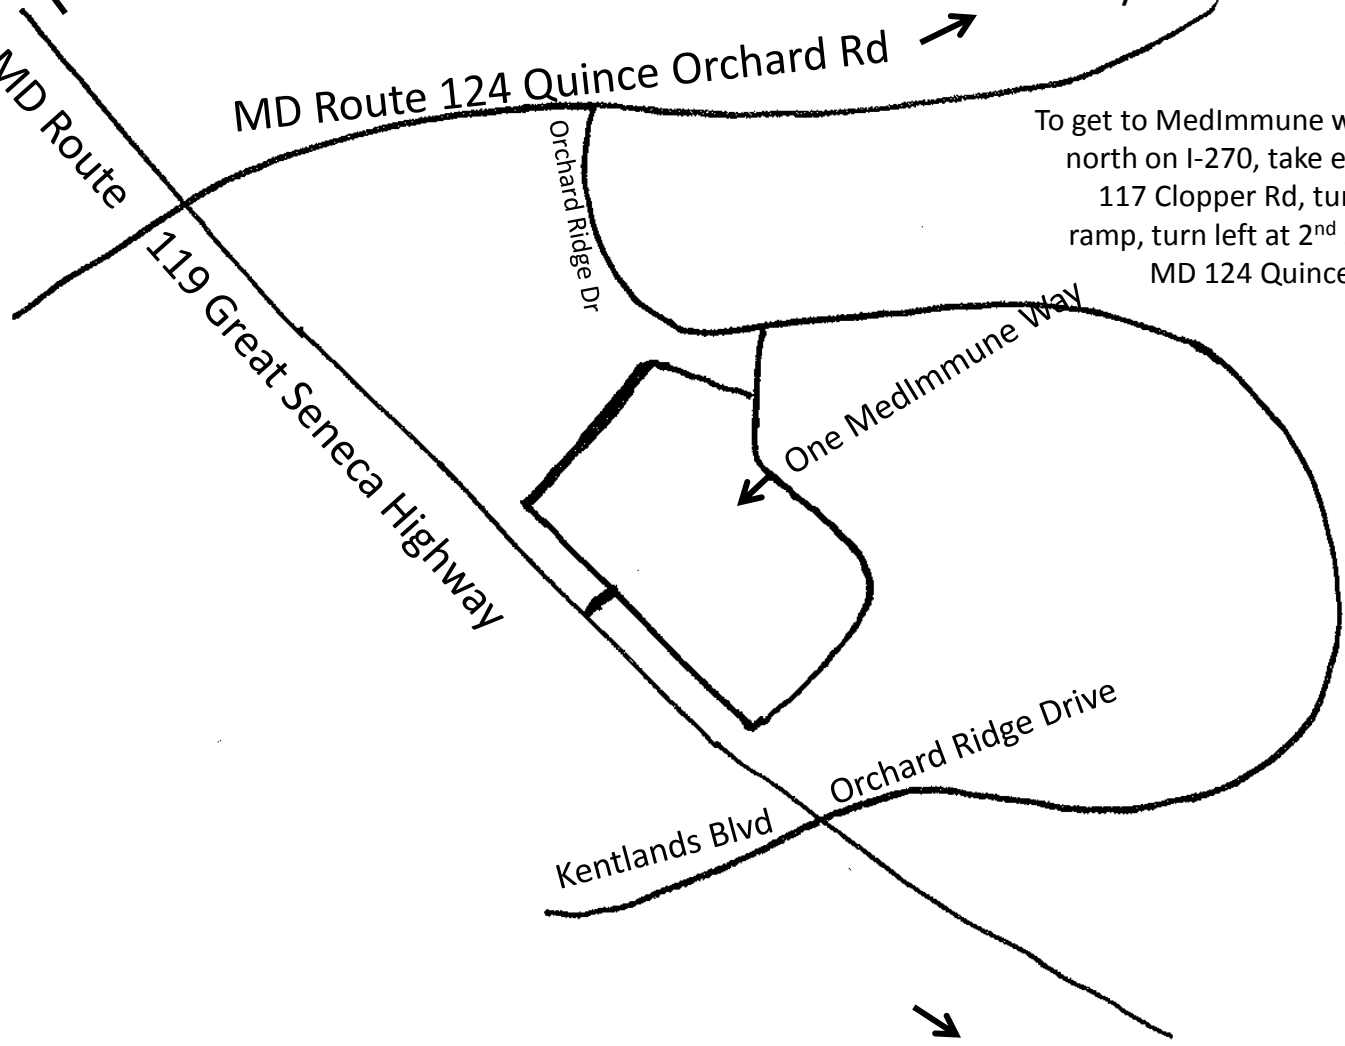 MD Route 124 Quince Orchard Rd
MD Route
119 Great Seneca Highway
Orchard Ridge Dr
To get to MedImmune
north on I-270, take
117 Clopper Rd,
ramp, turn left at 2nd
MD 124 Quince
One MedImmune Way
Orchard Ridge Drive
Kentlands Blvd